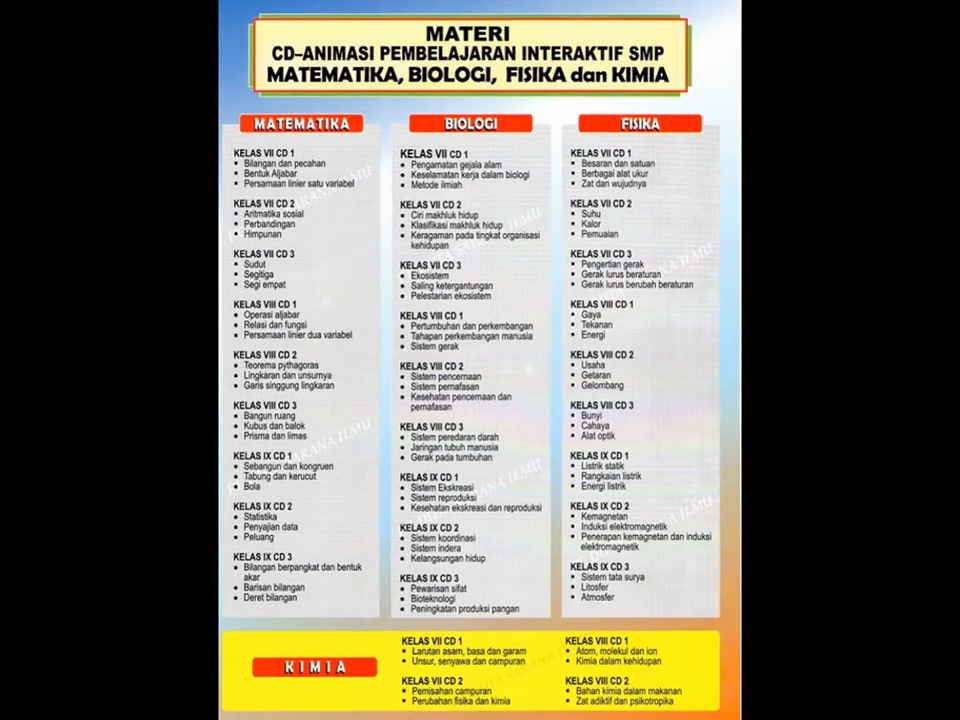 MATERI
CD–ANIMASI PEMBELAJARAN INTERAKTIF SMP
MATEMATIKA, BIOLOGI, FISIKA dan KIMIA
MATEMATIKA
KELAS VII CD 1
Bilangan dan pecahan
Bentuk Aljabar
Persamaan linier satu variabel
KELAS VII CD 2
Aritmatika sosial
Perbandingan
Himpunan
KELAS VII CD 3
Sudut
Segitiga
Segi empat
KELAS VIII CD 1
Operasi aljabar
Relasi dan fungsi
Persamaan linier dua variabel
KELAS VIII CD 2
Teorema pythagoras
Lingkaran dan unsurnya
Garis singgung lingkaran
KELAS VIII CD 3
Bangun ruang
Kubus dan balok
Prisma dan limas
KELAS IX CD 1
Sebangun dan kongruen
Tabung dan kerucut
Bola
KELAS IX CD 2
Statistika
Penyajian data
Peluang
KELAS IX CD 3
Bilangan berpangkat dan bentuk
akar
Barisan bilangan
Deret bilangan
BIOLOGI
KELAS VII CD 1
Pengamatan gejala alam
Keselamatan kerja dalam biologi
Metode ilmiah
KELAS VII CD 2
Ciri makhluk hidup
Klasifikasi makhluk hidup
Keragaman pada tingkat organisasi
kehidupan
KELAS VII CD 3
Ekosistem
Saling ketergantungan
Pelestarian ekosistem
KELAS VIII CD 1
Pertumbuhan dan perkembangan
Tahapan perkembangan manusia
Sistem gerak
KELAS VIII CD 2
Sistem pencernaan
Sistem pernafasan
Kesehatan pencernaan dan
pernafasan
KELAS VIII CD 3
Sistem peredaran darah
Jaringan tubuh manusia
Gerak pada tumbuhan
KELAS IX CD 1
Sistem Ekskreasi
Sistem reproduksi
Kesehatan ekskreasi dan reproduksi
KELAS IX CD 2
Sistem koordinasi
Sistem indera
Kelangsungan hidup
KELAS IX CD 3
Pewarisan sifat
Bioteknologi
Peningkatan produksi pangan
FISIKA
KELAS VII CD 1
Besaran dan satuan
Berbagai alat ukur
Zat dan wujudnya
KELAS VII CD 2
Suhu
Kalor
Pemuaian
KELAS VII CD 3
Pengertian gerak
Gerak lurus beraturan
Gerak lurus berubah beraturan
KELAS VIII CD 1
Gaya
Tekanan
Energi
KELAS VIII CD 2
Usaha
Getaran
Gelombang
KELAS VIII CD 3
Bunyi
Cahaya
Alat optik
KELAS IX CD 1
Listrik statik
Rangkaian listrik
Energi listrik
KELAS IX CD 2
Kemagnetan
Induksi elektromagnetik
Penerapan kemagnetan dan induksi
elektromagnetik
KELAS IX CD 3
Sistem tata surya
Litosfer
Atmosfer
KIMIA
KELAS VII CD 1
Larutan asam, basa dan garam
Unsur, senyawa dan campuran
KELAS VII CD 2
Pemisahan campuran
Perubahan fisika dan kimia
KELAS VIII CD 1
Atom, molekul dan ion
Kimia dalam kehidupan
KELAS VIII CD 2
Bahan kimia dalam makanan
Zat adiktif dan psikotropika